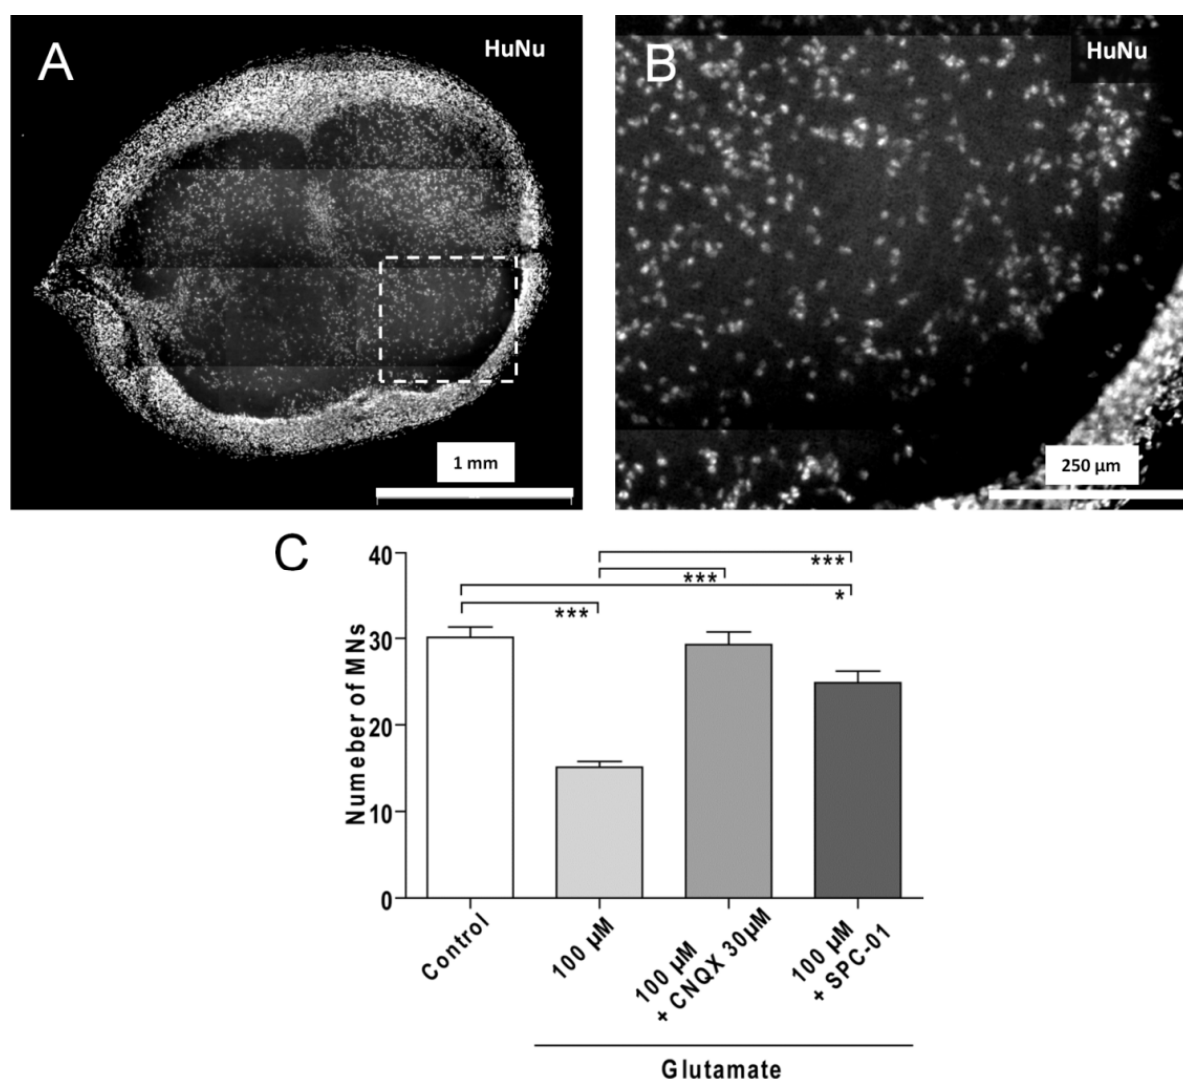 A
HuNu
1 mm
B
HuNu
250 µm
C
Numeber of MNs
40
30
20
10
0
***
***
*
***
Control
100 µM
100 µM
+ CNQX 30µM
100 µM
+ SPC-01
Glutamate